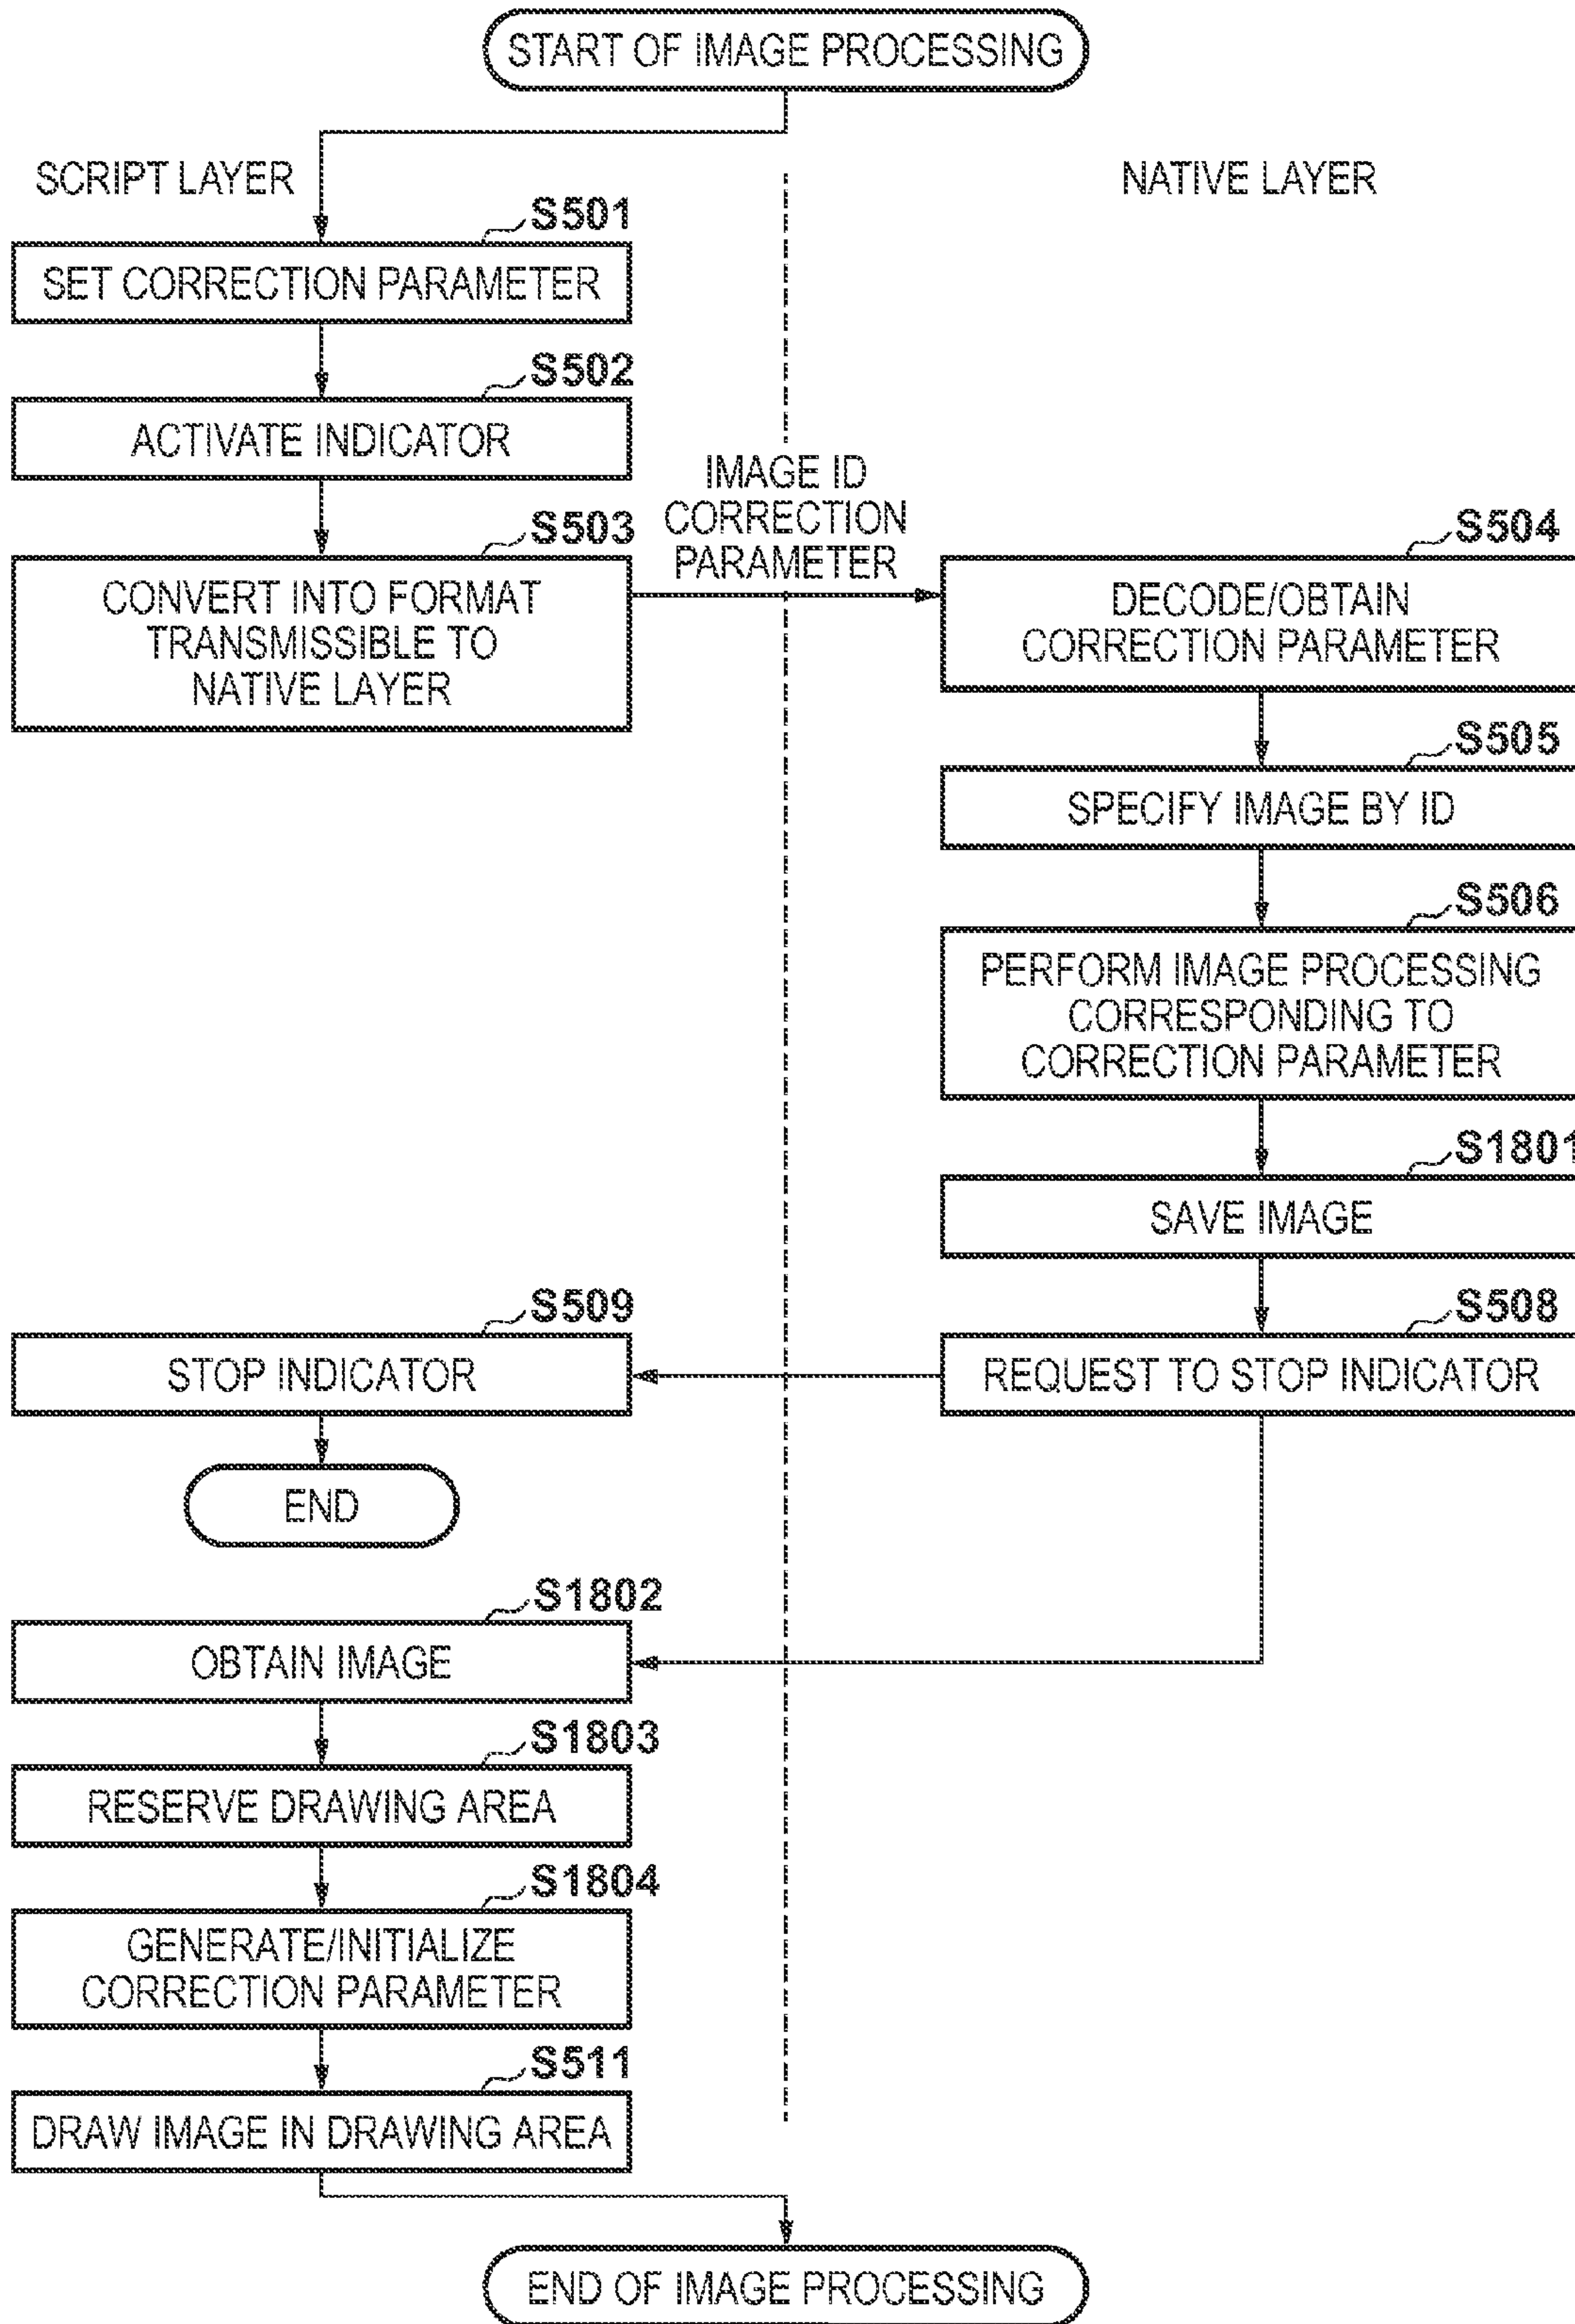 START OF IMAGE PROCESSING
SCRIPT LAYER
NATIVE LAYER
S501
SET CORRECTION PARAMETER
S502
ACTIVATE INDICATOR
S503
CONVERT INTO FORMAT
TRANSMISSIBLE TO
NATIVE LAYER
IMAGE ID
CORRECTION
PARAMETER
S504
DECODE/OBTAIN
CORRECTION PARAMETER
S505
SPECIFY IMAGE BY ID
S506
PERFORM IMAGE PROCESSING
CORRESPONDING TO
CORRECTION PARAMETER
S1801
SAVE IMAGE
S508
REQUEST TO STOP INDICATOR
S509
STOP INDICATOR
END
S1802
OBTAIN IMAGE
S1803
RESERVE DRAWING AREA
S1804
GENERATE/INITIALIZE
CORRECTION PARAMETER
S511
DRAW IMAGE IN DRAWING AREA
END OF IMAGE PROCESSING